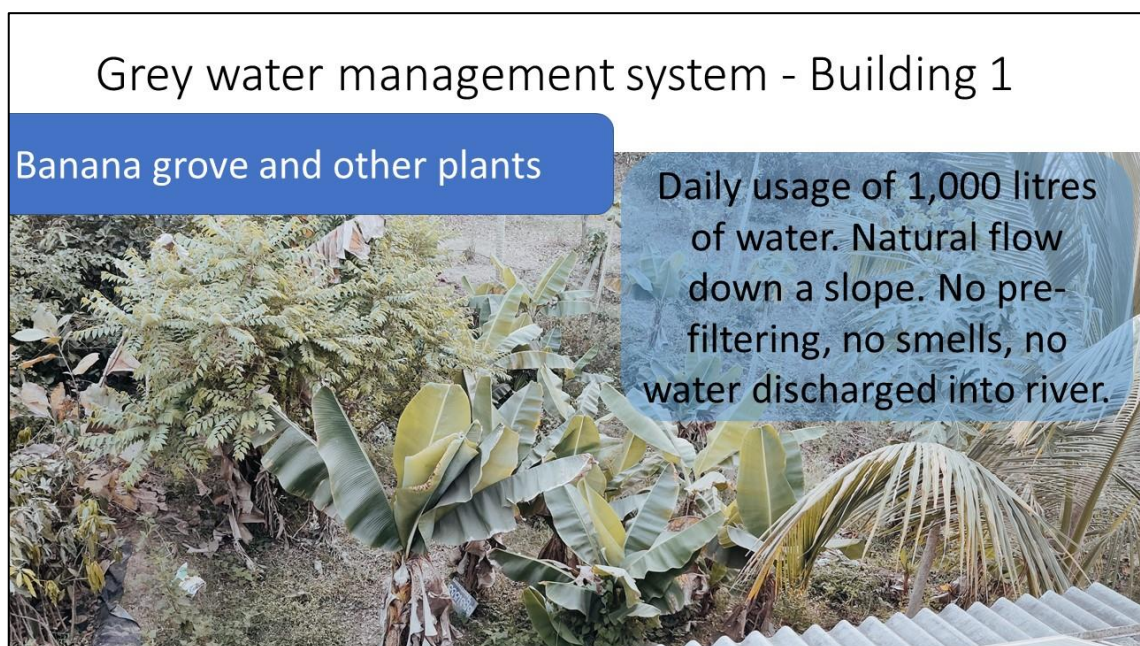 Grey water management system - Building 1
Banana grove and other plants
Daily usage of 1,000 litres
of water. Natural flow
down a slope. No pre-
filtering, no smells, no
water discharged into river.